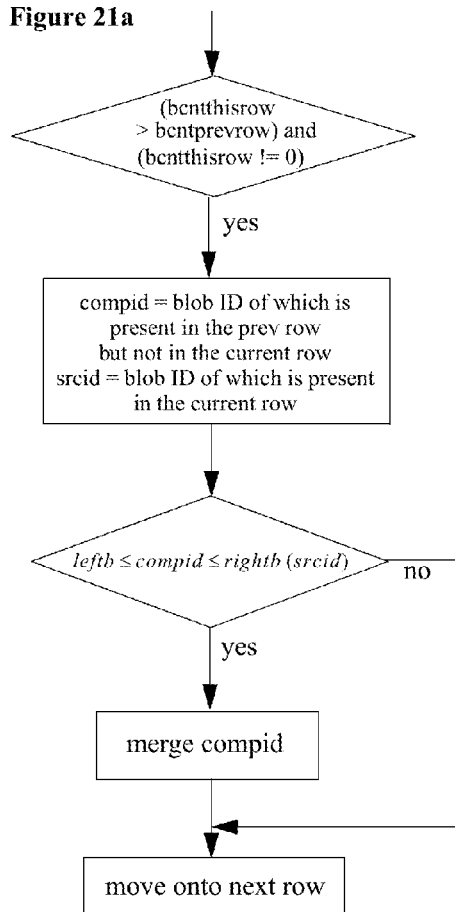 Figure 21a
(bcntthisrow
> bcntprevrow) and
(bcntthisrow != 0)
yes
compid = blob ID of which is
present in the prev row
but not in the current row
srcid = blob ID of which is present
in the current row
leftb ≤ compid ≤ rightb (srcid)
no
yes
merge compid
move onto next row